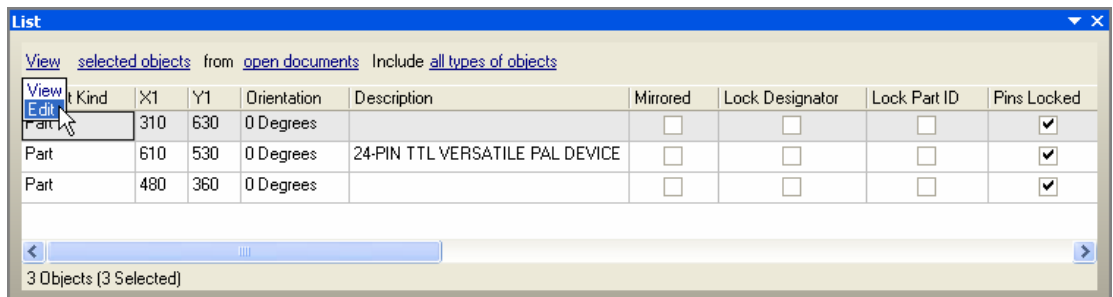 List
View selected objects from open documents Include all types of objects
View
Edit
t Kind X1 Y1 Orientation Description Mirrored Lock Designator Lock Part ID Pins Locked
Part 310 630 0 Degrees
Part 610 530 0 Degrees 24-PIN TTL VERSATILE PAL DEVICE
Part 480 360 0 Degrees
3 Objects (3 Selected)